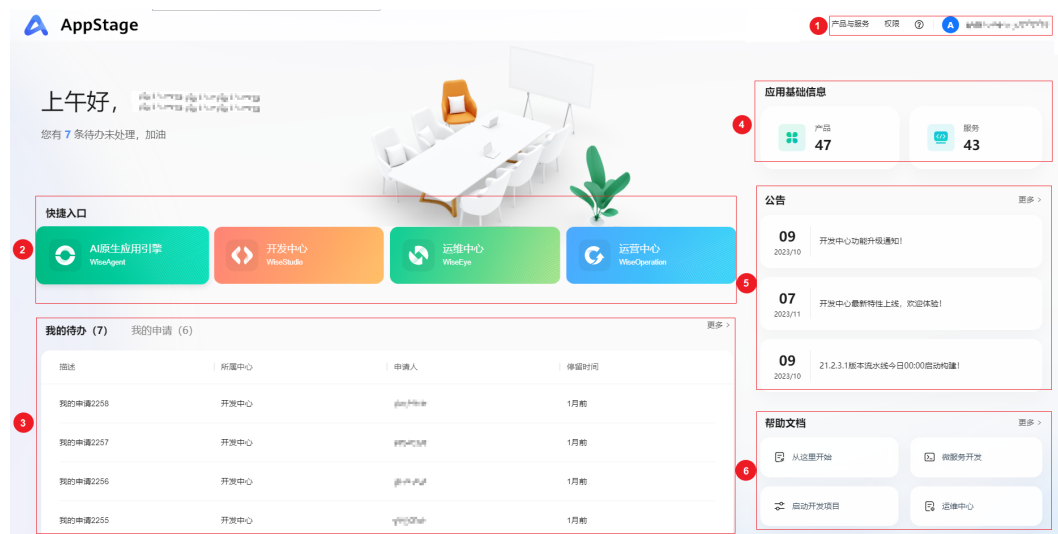 AppStage
1 产品与服务 权限 ? A
上午好，
您有 7 条待办未处理，加油
应用基础信息
4
产品
47
服务
43
快捷入口
2
AI原生应用引擎
WiseAgent
开发中心
WiseStudio
运维中心
WiseEye
运营中心
WiseOperation
公告 更多 >
5
09
2023/10
开发中心功能升级通知!
07
2023/11
开发中心最新特性上线，欢迎体验!
09
2023/10
21.2.3.1版本流水线今日00:00启动构建!
我的待办（7） 我的申请（6） 更多 >
3
描述 所属中心 申请人 停留时间
我的申请2258 开发中心 1月前
我的申请2257 开发中心 1月前
我的申请2256 开发中心 1月前
我的申请2255 开发中心 1月前
帮助文档 更多 >
6
从这里开始 微服务开发
启动开发项目 运维中心